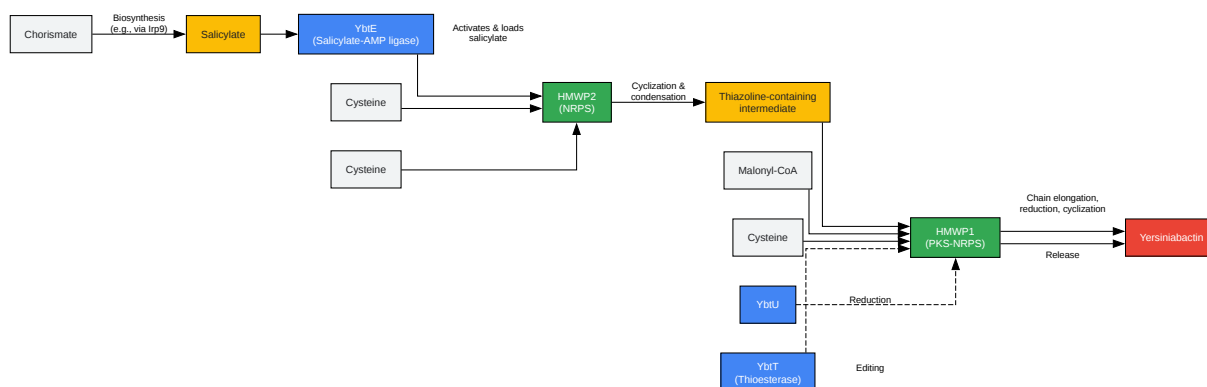 Biosynthesis
(e.g., via Irp9)
Chorismate
Salicylate
YbtE
(Salicylate-AMP ligase)
Activates & loads
salicylate
Cysteine
HMWP2
(NRPS)
Cyclization &
condensation
Thiazoline-containing
intermediate
Cysteine
Malonyl-CoA
Cysteine
HMWP1
(PKS-NRPS)
Chain elongation,
reduction, cyclization
Yersiniabactin
Release
YbtU
Reduction
YbtT
(Thioesterase)
Editing